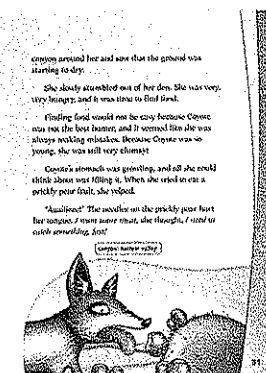 canyon around her and saw that the ground was
starting to dry.
She slowly stumbled out of her den. She was very,
very hungry, and it was time to find food.
Finding food would not be easy because Coyote
was not the best hunter, and it seemed like she was
always making mistakes. Because Coyote was so
young, she was still very clumsy!
Coyote's stomach was growling, and all she could
think about was filling it. When she tried to eat a
prickly pear fruit, she yelped.
The needles on the prickly pear hurt
her tongue. I must have meat, she thought, I need to
catch something, fast!
canyon: narrow valley
31